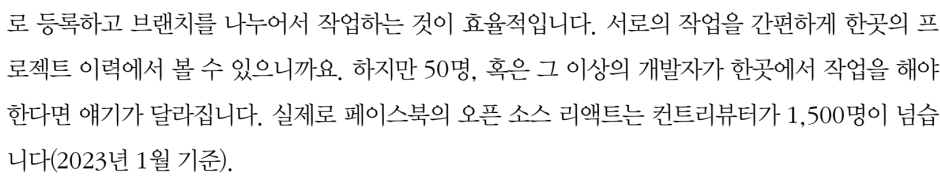 로 등록하고 브랜치를 나누어서 작업하는 것이 효율적입니다. 서로의 작업을 간편하게 한곳의 프
로젝트 이력에서 볼 수 있으니까요. 하지만 50명, 혹은 그 이상의 개발자가 한곳에서 작업을 해야
한다면 얘기가 달라집니다. 실제로 페이스북의 오픈 소스 리액트는 컨트리뷰터가 1,500명이 넘습
니다(2023년 1월 기준).